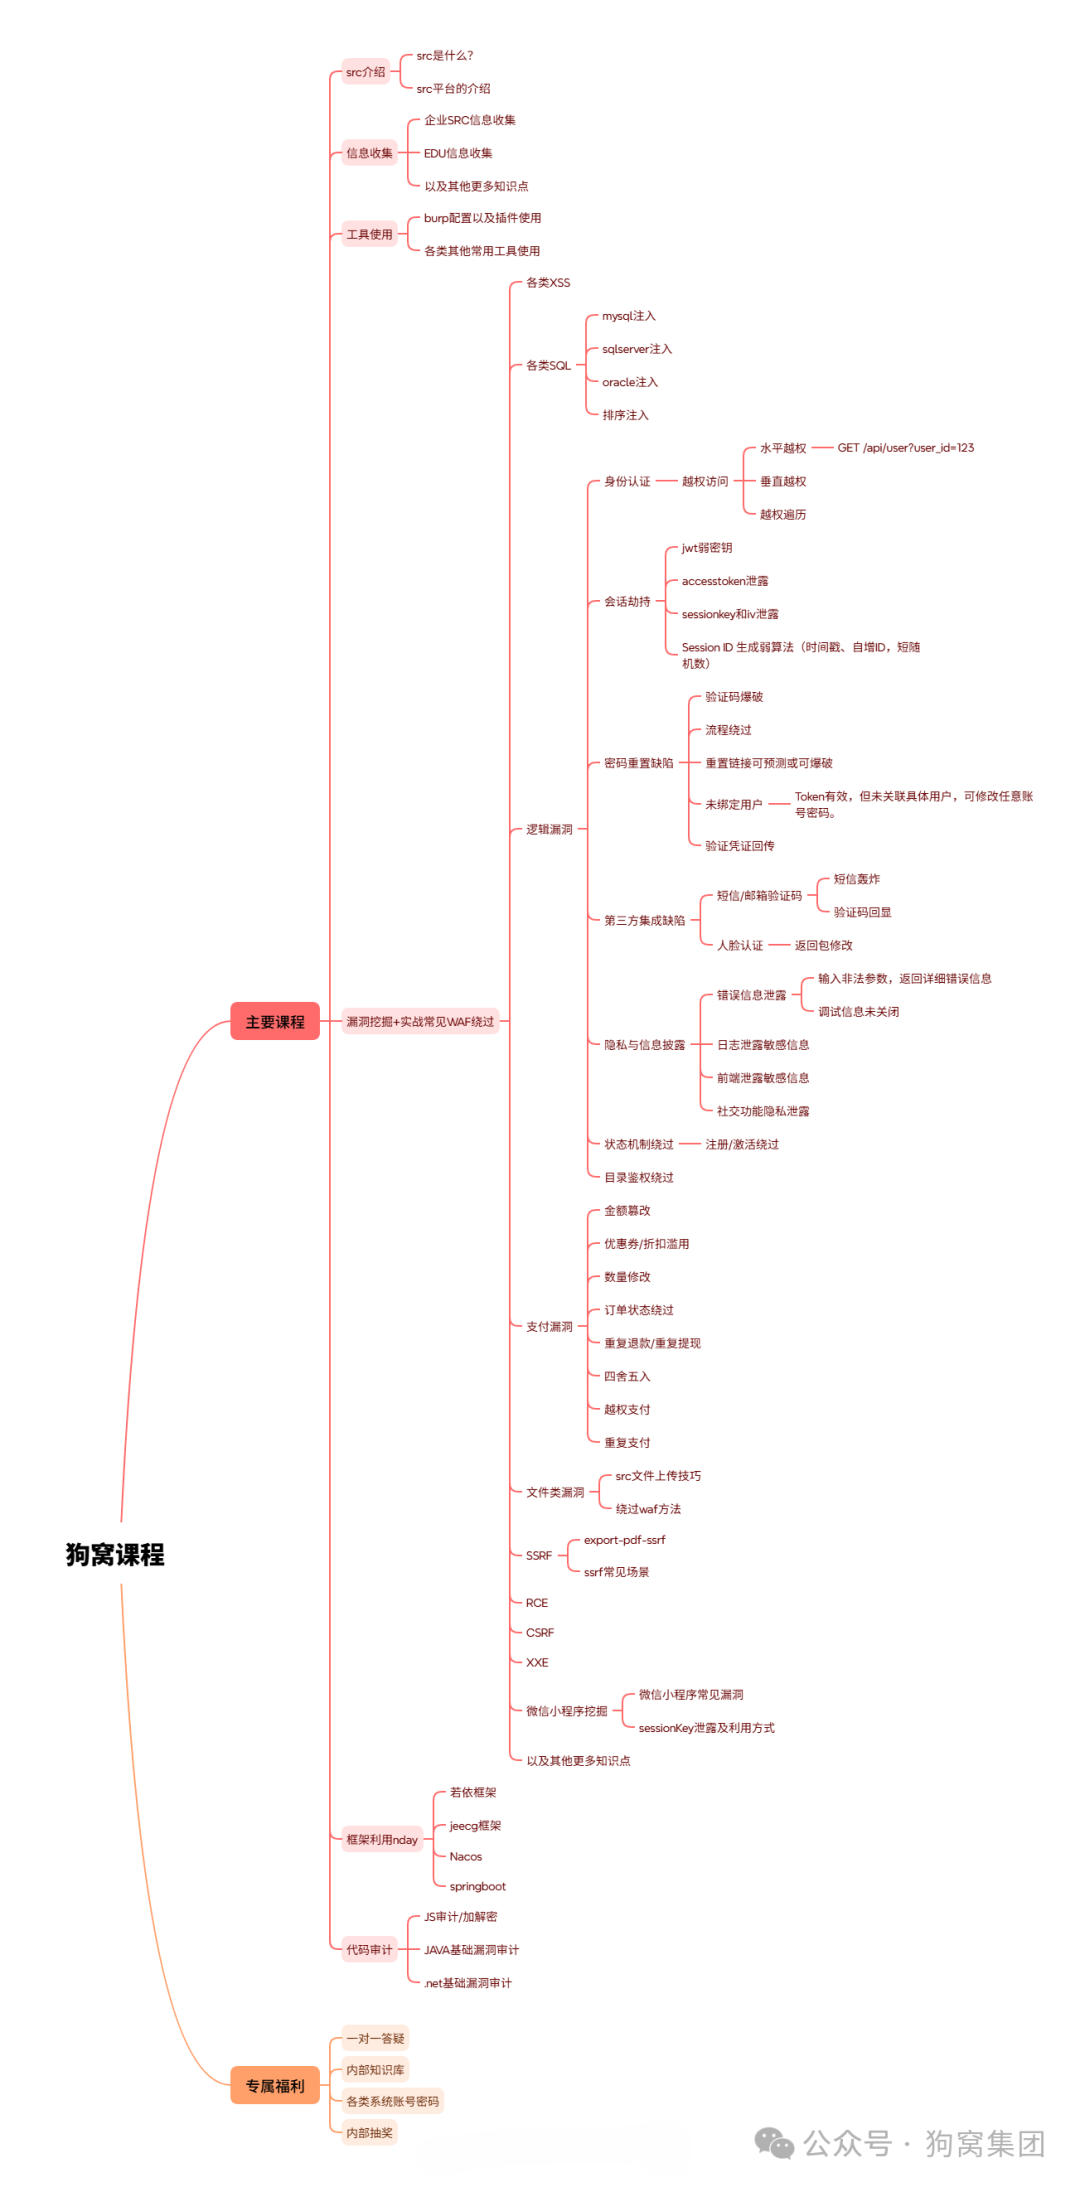 狗窝课程
主要课程
src介绍
src是什么？
src平台的介绍
信息收集
企业SRC信息收集
EDU信息收集
以及其他更多知识点
工具使用
burp配置以及插件使用
各类其他常用工具使用
漏洞挖掘+实战常见WAF绕过
各类XSS
各类SQL
mysql注入
sqlserver注入
oracle注入
排序注入
逻辑漏洞
身份认证
越权访问
水平越权
GET /api/user?user_id=123
垂直越权
越权遍历
会话劫持
jwt弱密钥
accesstoken泄露
sessionkey和iv泄露
Session ID 生成弱算法（时间戳、自增ID，短随
机数）
密码重置缺陷
验证码爆破
流程绕过
重置链接可预测或可爆破
未绑定用户
Token有效，但未关联具体用户，可修改任意账
号密码。
验证凭证回传
第三方集成缺陷
短信/邮箱验证码
短信轰炸
验证码回显
人脸认证
返回包修改
隐私与信息披露
错误信息泄露
输入非法参数，返回详细错误信息
调试信息未关闭
日志泄露敏感信息
前端泄露敏感信息
社交功能隐私泄露
状态机制绕过
注册/激活绕过
目录鉴权绕过
支付漏洞
金额篡改
优惠券/折扣滥用
数量修改
订单状态绕过
重复退款/重复提现
四舍五入
越权支付
重复支付
文件类漏洞
src文件上传技巧
绕过waf方法
SSRF
export-pdf-ssrf
ssrf常见场景
RCE
CSRF
XXE
微信小程序挖掘
微信小程序常见漏洞
sessionKey泄露及利用方式
以及其他更多知识点
框架利用nday
若依框架
jeecg框架
Nacos
springboot
代码审计
JS审计/加解密
JAVA基础漏洞审计
.net基础漏洞审计
专属福利
一对一答疑
内部知识库
各类系统账号密码
内部抽奖
公众号 · 狗窝集团